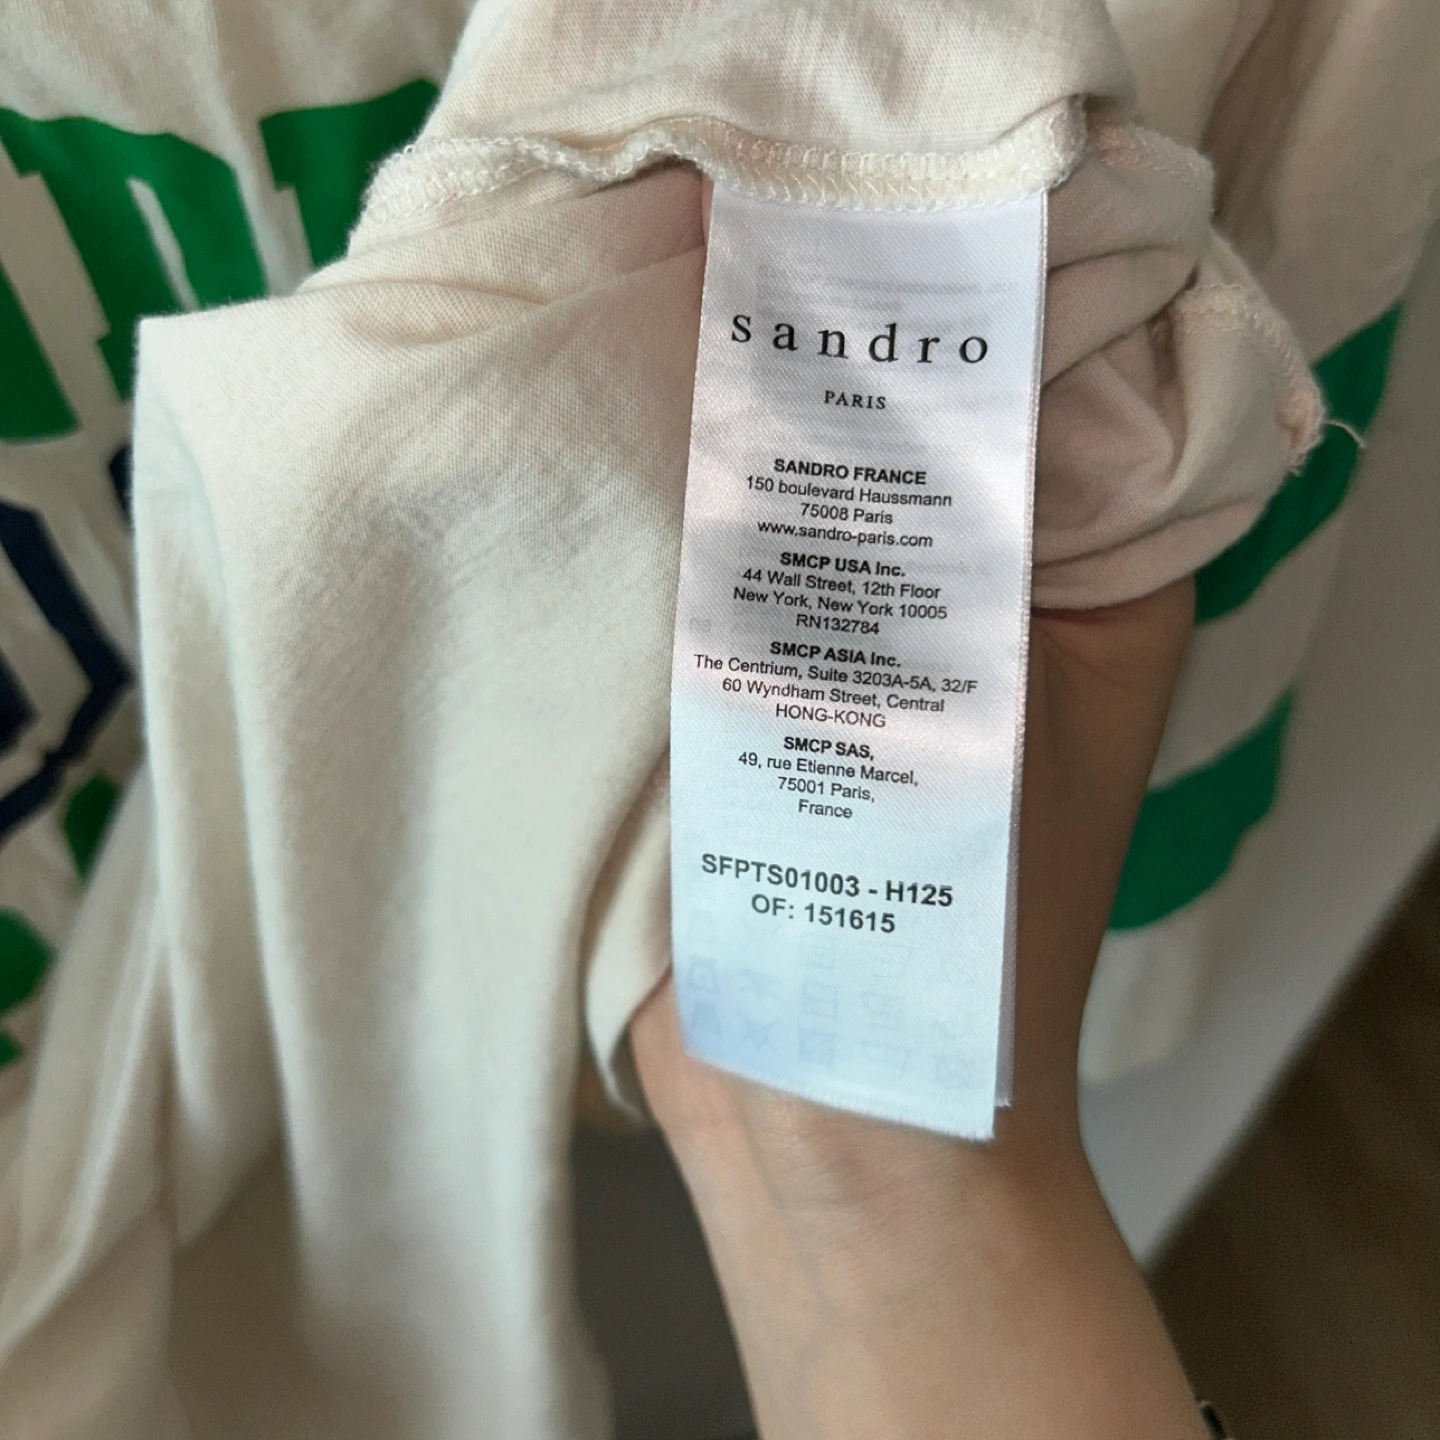 sandro
PARIS
SANDRO FRANCE
150 boulevard Haussmann
75008 Paris
www.sandro-paris.com
SMCP USA Inc.
44 Wall Street, 12th Floor
New York, New York 10005
RN132784
SMCP ASIA Inc.
The Centrium, Suite 3203A-5A, 32/F
60 Wyndham Street, Central
HONG-KONG
SMCP SAS,
49, rue Etienne Marcel,
75001 Paris,
France
SFPTS01003 - H125
OF: 151615